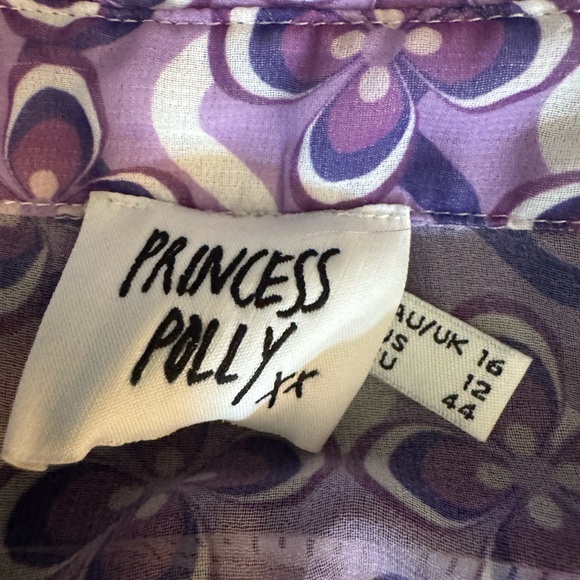 PRINCESS
POLLY xx
AU/UK 16
US 12
EU 44